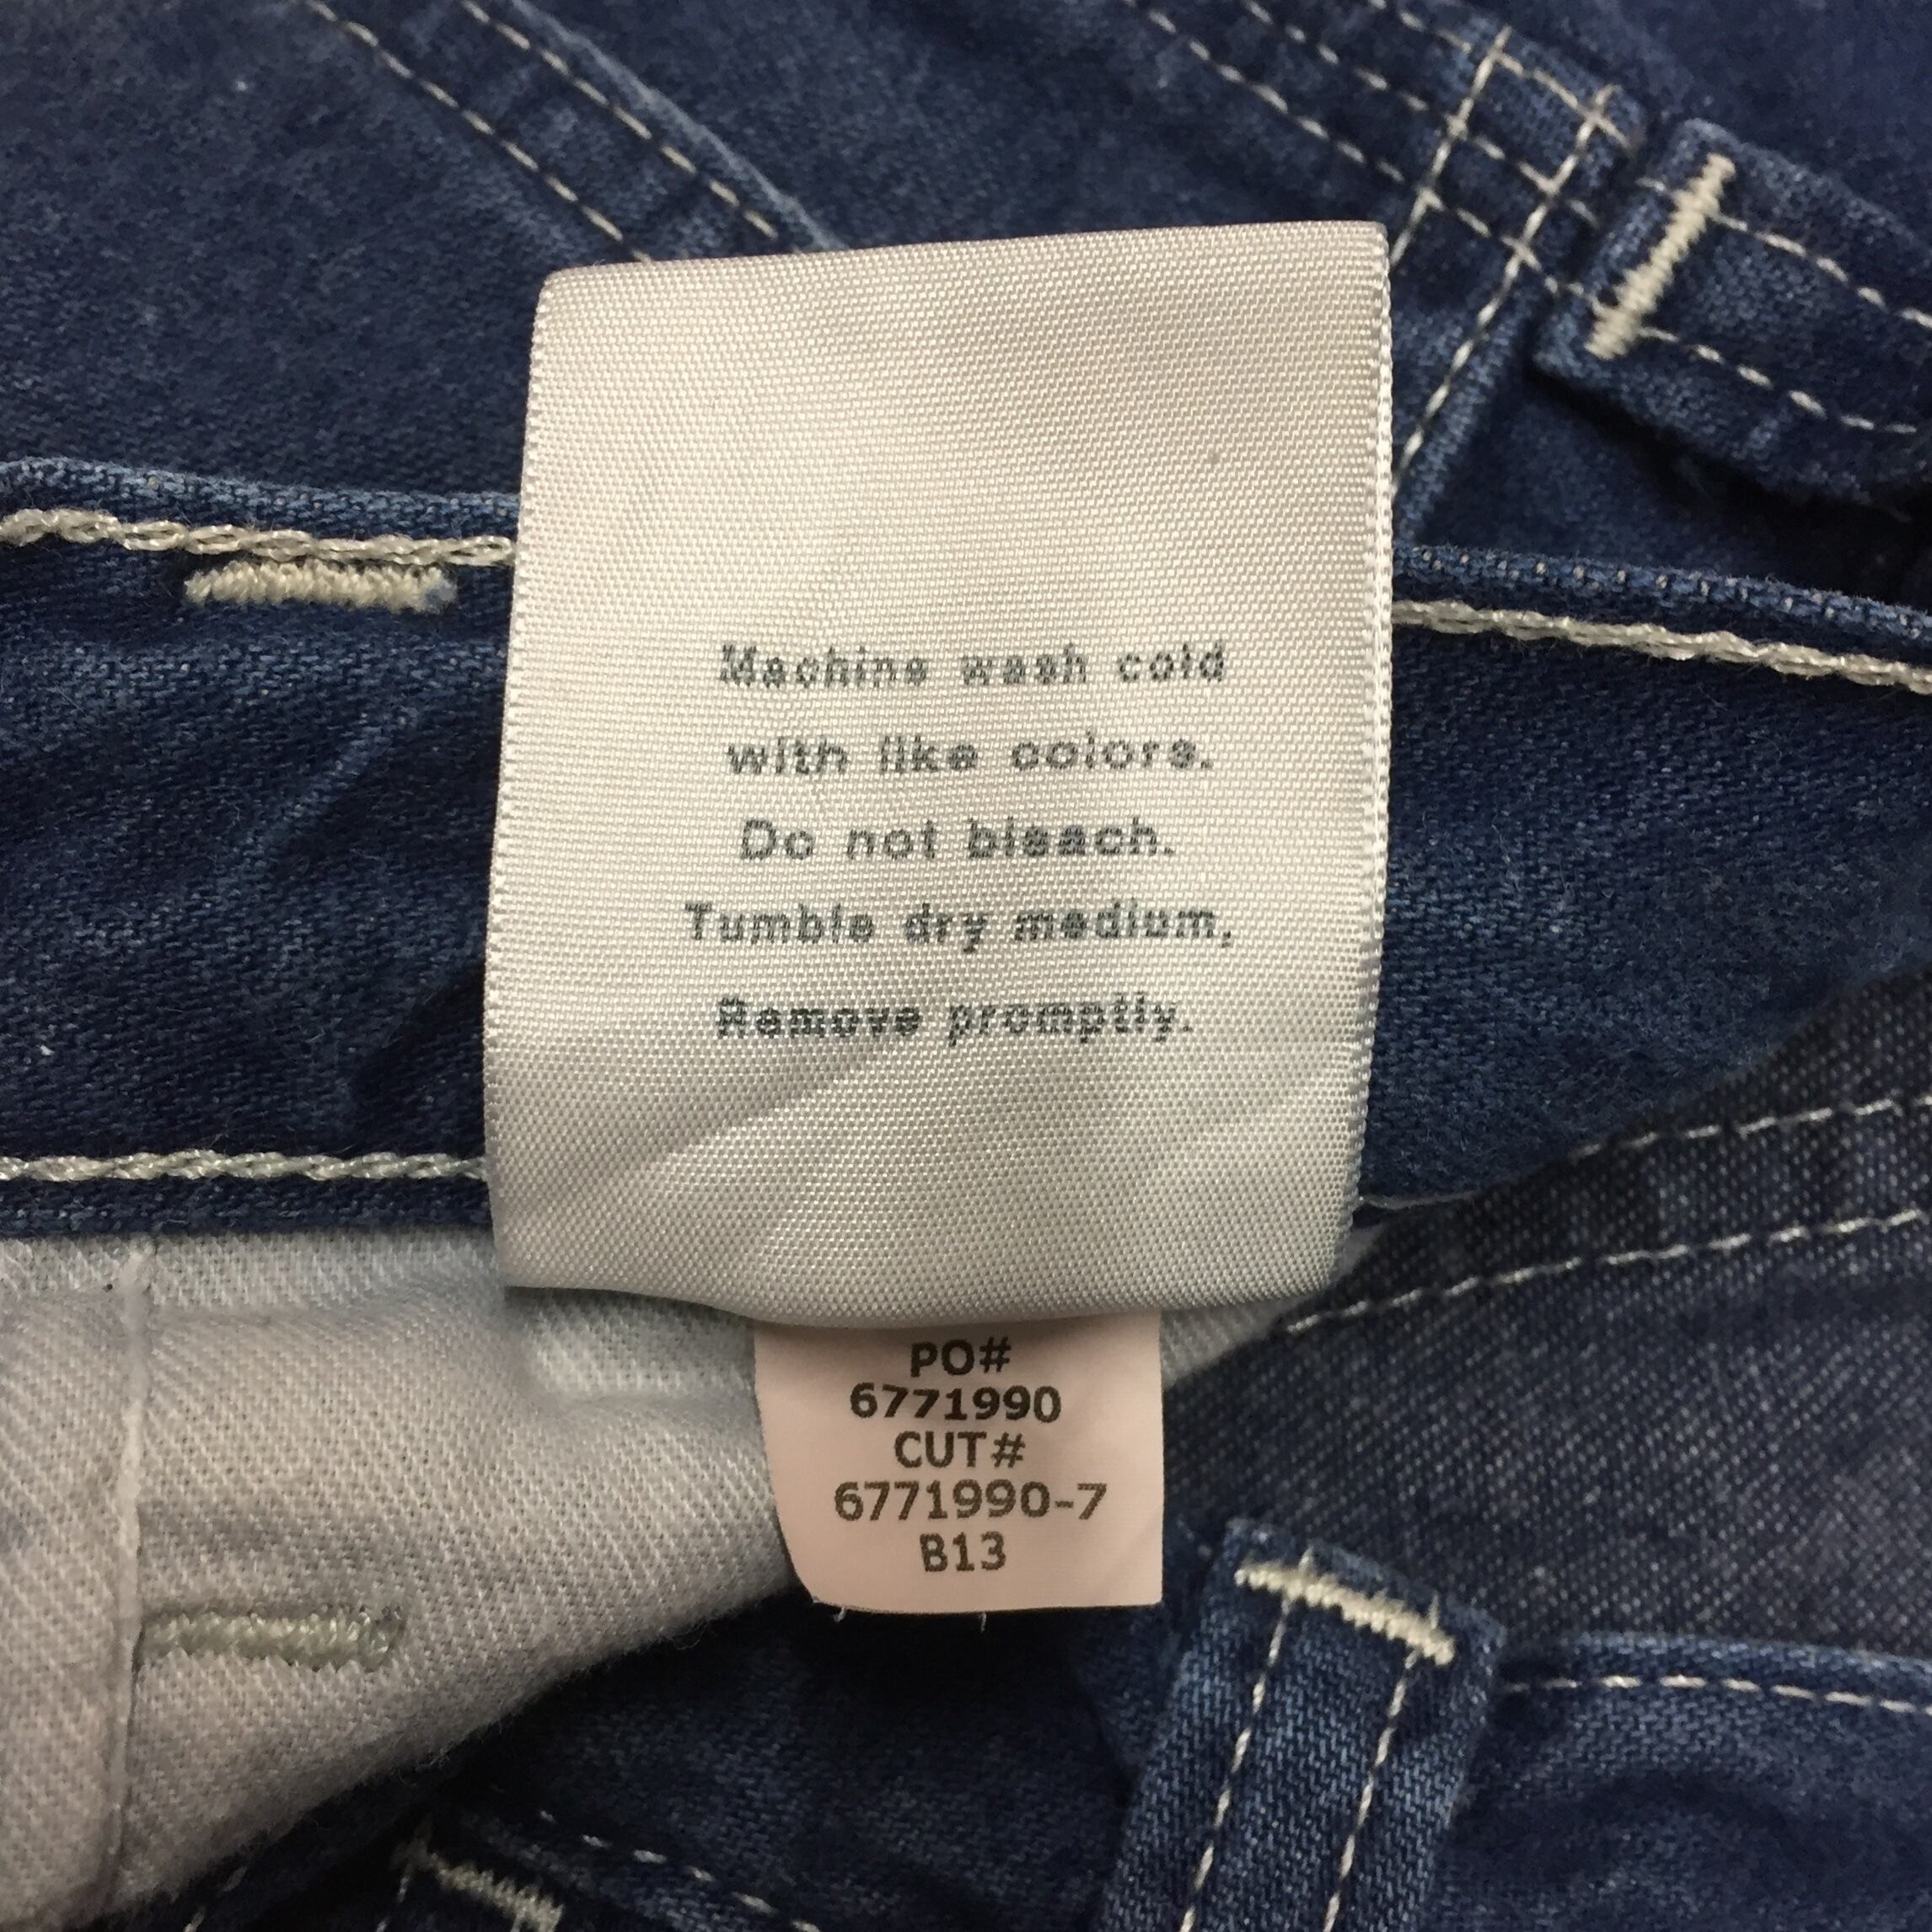 Machine wash cold
with like colors.
Do not bleach.
Tumble dry medium,
Remove promptly.
PO#
6771990
CUT#
6771990-7
B13